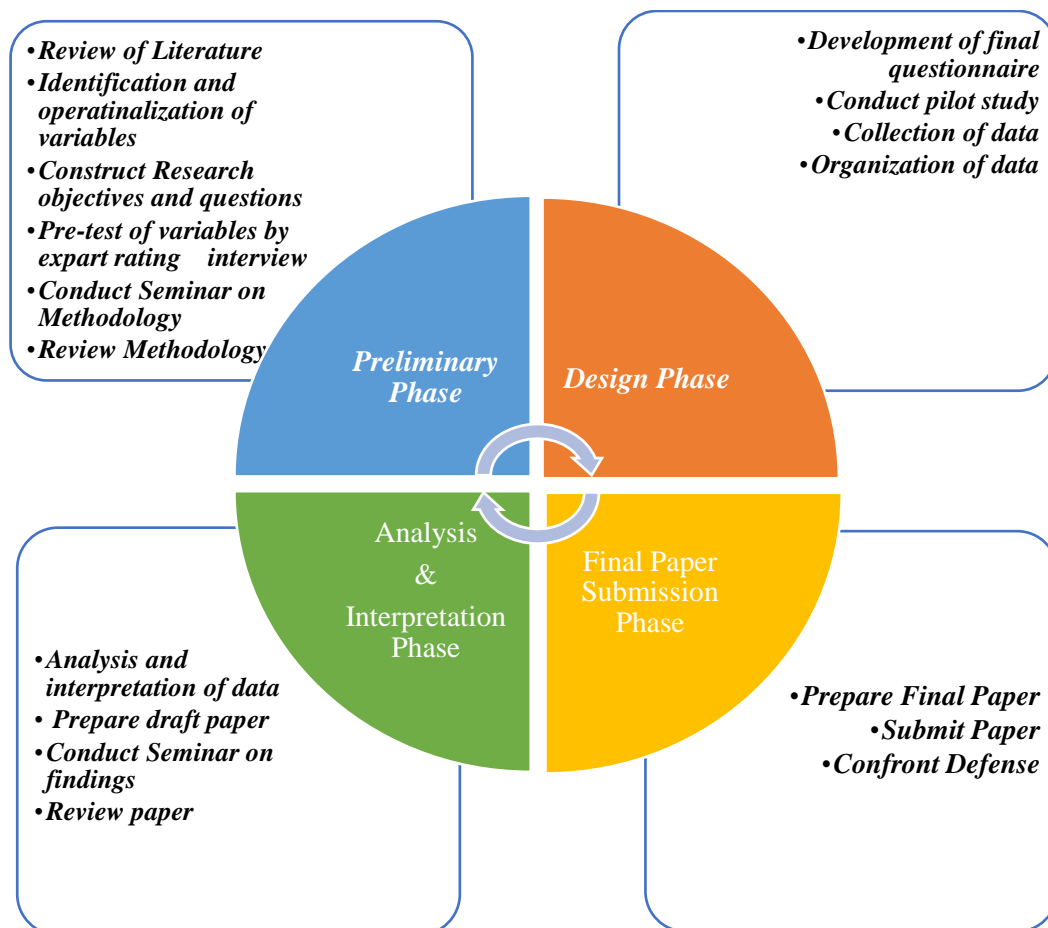 •Review of Literature
•Identification and
operatinalization of
variables
•Construct Research
objectives and questions
•Pre-test of variables by
expart rating interview
•Conduct Seminar on
Methodology
•Review Methodology
•Development of final
questionnaire
•Conduct pilot study
•Collection of data
•Organization of data
Preliminary
Phase
Design Phase
Analysis
&
Interpretation
Phase
Final Paper
Submission
Phase
•Analysis and
interpretation of data
• Prepare draft paper
•Conduct Seminar on
findings
•Review paper
•Prepare Final Paper
•Submit Paper
•Confront Defense